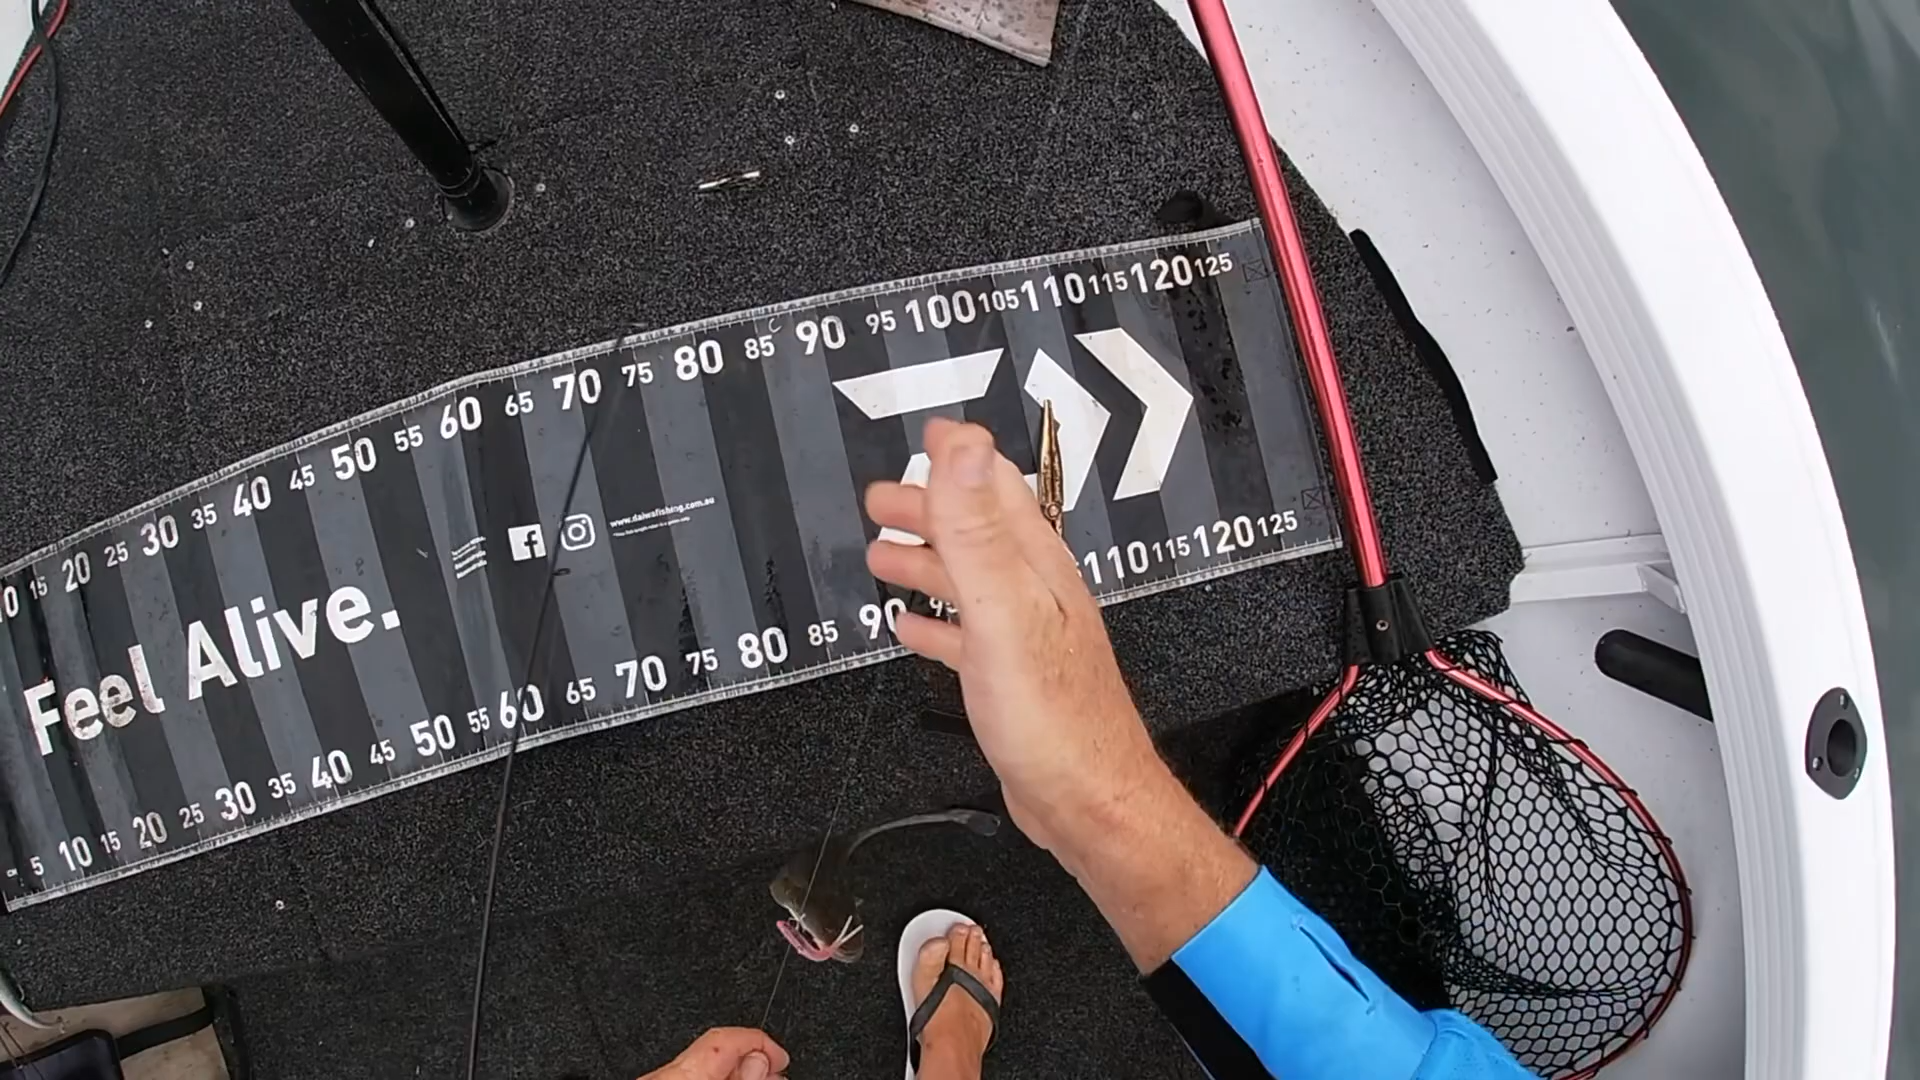 10 15 20 25 30 35 40 45 50 55 60 65 70 75 80 85 90 95 100 105 110 115 120 125
www.daiwafishing.com.au
Feel Alive.
CM 5 10 15 20 25 30 35 40 45 50 55 60 65 70 75 80 85 90 95 110 115 120 125